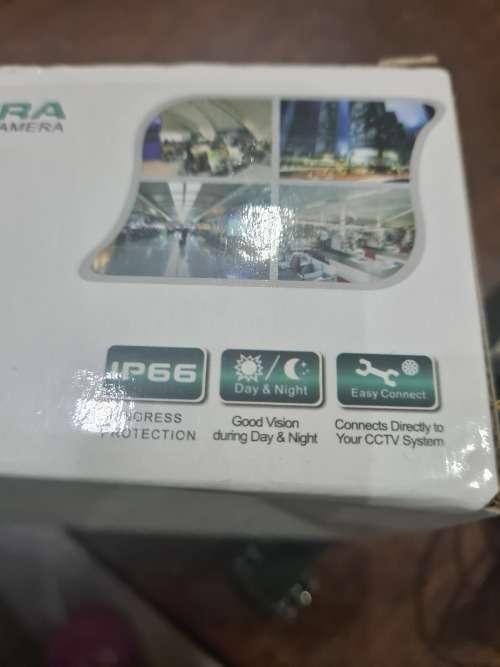 RA
AMERA
IP66
Day & Night
Easy Connect
INGRESS
PROTECTION
Good Vision
during Day & Night
Connects Directly to
Your CCTV System